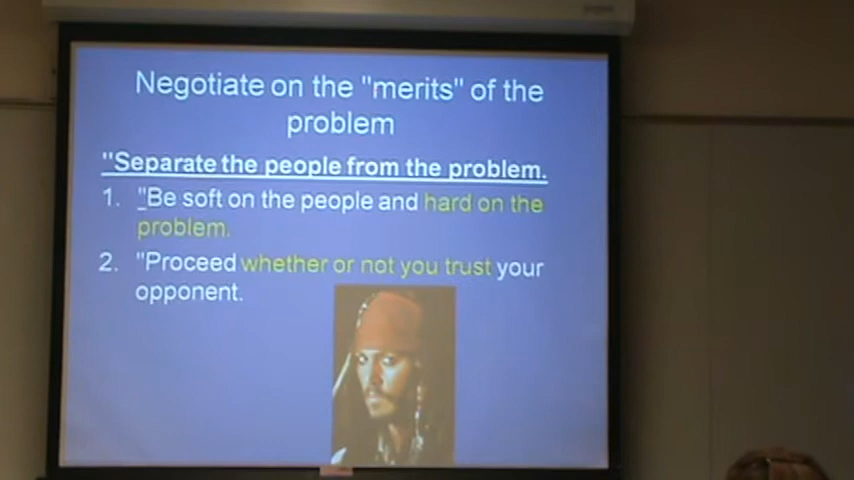 Negotiate on the "merits" of the
problem
"Separate the people from the problem.
1. "Be soft on the people and hard on the
problem.
2. "Proceed whether or not you trust your
opponent.